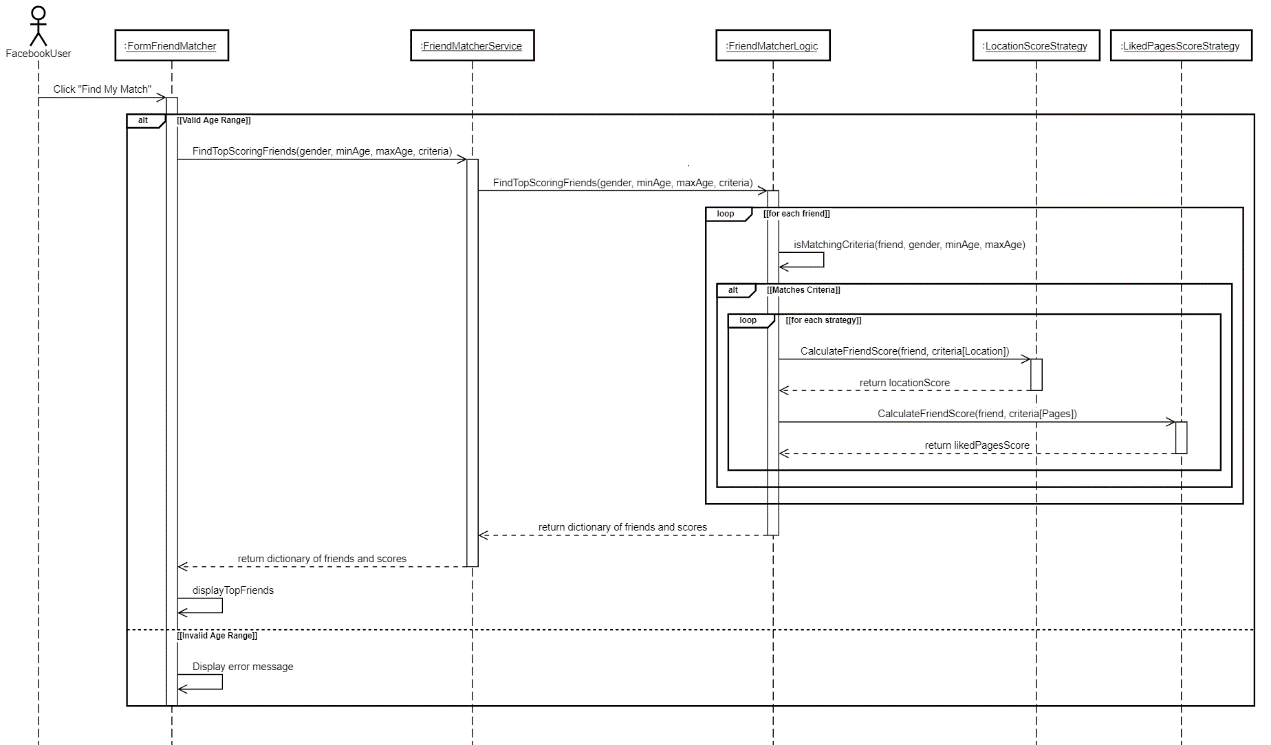 FacebookUser
:FormFriendMatcher
:FriendMatcherService
:FriendMatcherLogic
:LocationScoreStrategy
:LikedPagesScoreStrategy
Click "Find My Match"
alt
[[Valid Age Range]]
FindTopScoringFriends(gender, minAge, maxAge, criteria)
FindTopScoringFriends(gender, minAge, maxAge, criteria)
loop
[[for each friend]]
isMatchingCriteria(friend, gender, minAge, maxAge)
alt
[[Matches Criteria]]
loop
[[for each strategy]]
CalculateFriendScore(friend, criteria[Location])
return locationScore
CalculateFriendScore(friend, criteria[Pages])
return likedPagesScore
return dictionary of friends and scores
return dictionary of friends and scores
displayTopFriends
[[Invalid Age Range]]
Display error message